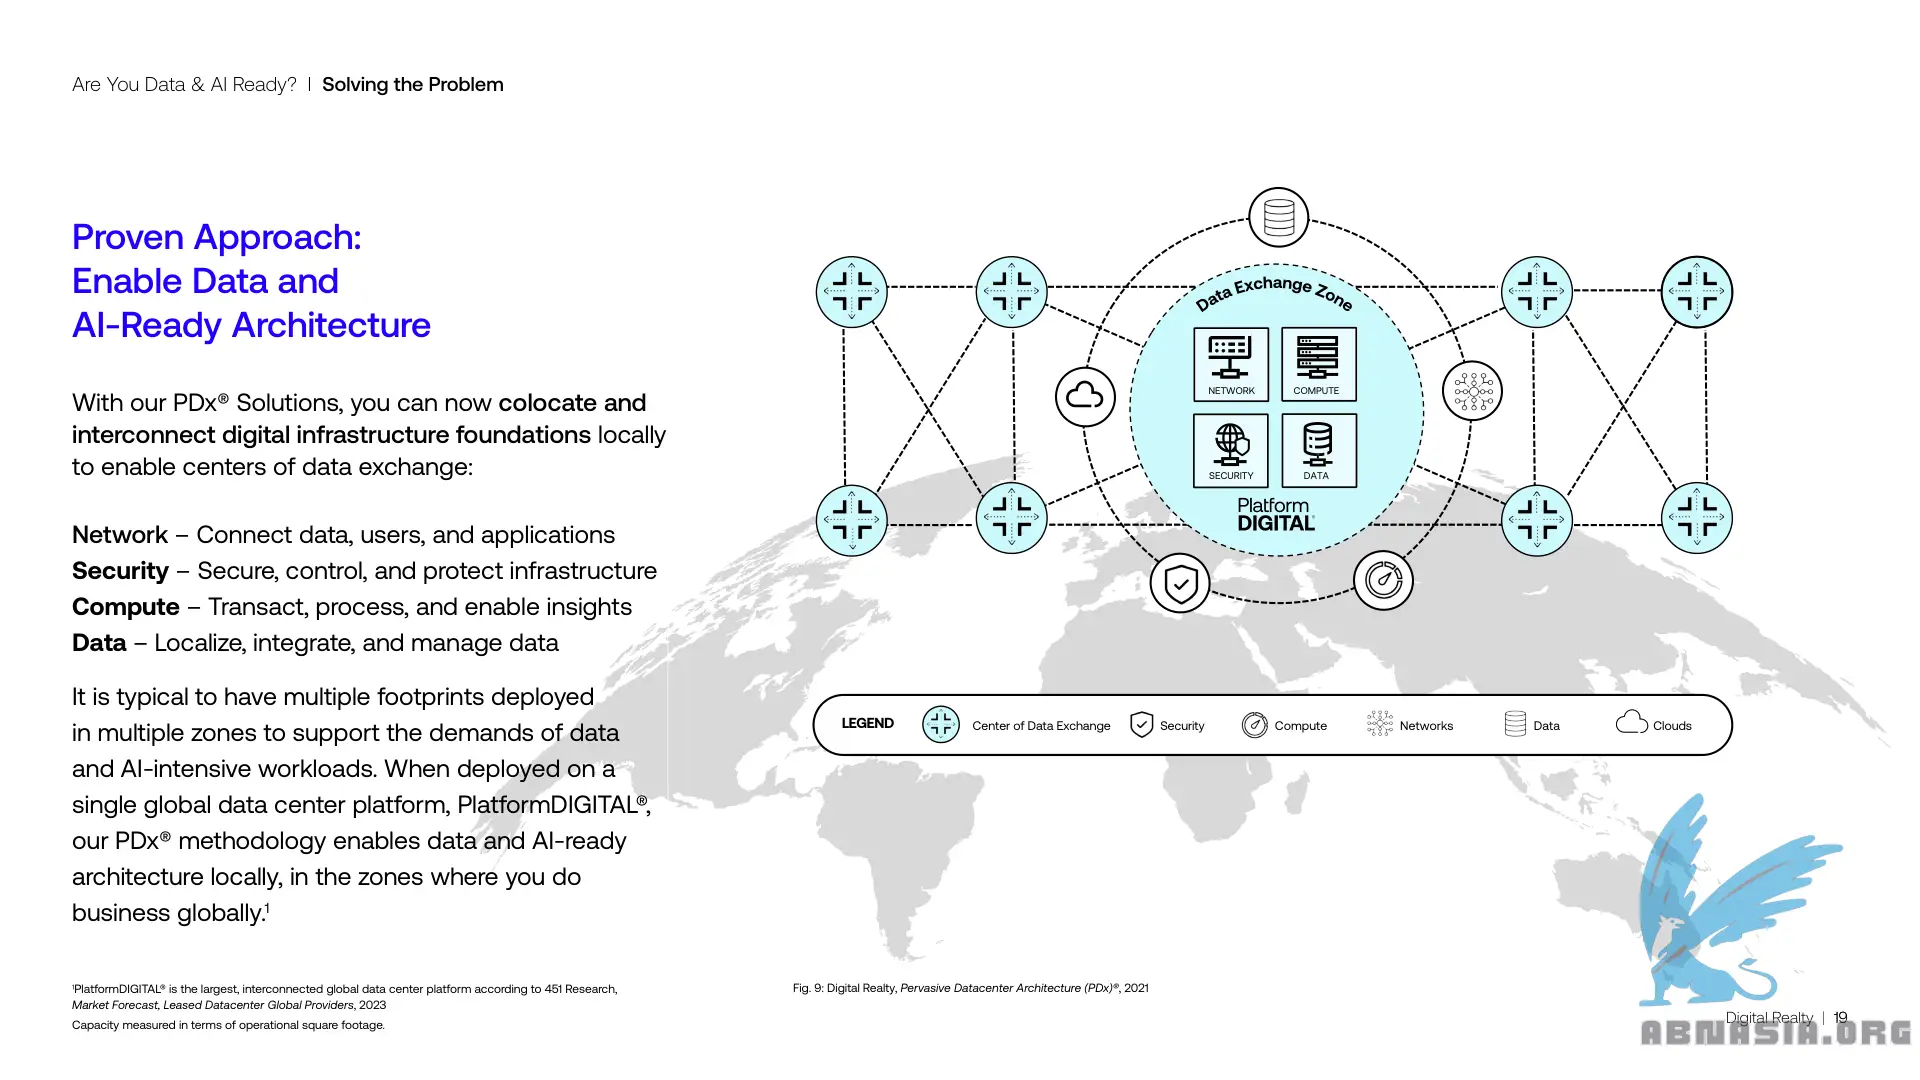 Are You Data & AI Ready? | Solving the Problem
Proven Approach:
Enable Data and
AI-Ready Architecture
With our PDx® Solutions, you can now colocate and
interconnect digital infrastructure foundations locally
to enable centers of data exchange:
Network – Connect data, users, and applications
Security – Secure, control, and protect infrastructure
Compute – Transact, process, and enable insights
Data – Localize, integrate, and manage data
It is typical to have multiple footprints deployed
in multiple zones to support the demands of data
and AI-intensive workloads. When deployed on a
single global data center platform, PlatformDIGITAL®,
our PDx® methodology enables data and AI-ready
architecture locally, in the zones where you do
business globally.¹
¹PlatformDIGITAL® is the largest, interconnected global data center platform according to 451 Research,
Market Forecast, Leased Datacenter Global Providers, 2023
Capacity measured in terms of operational square footage.
Data Exchange Zone
NETWORK
COMPUTE
SECURITY
DATA
Platform
DIGITAL
LEGEND
Center of Data Exchange
Security
Compute
Networks
Data
Clouds
Fig. 9: Digital Realty, Pervasive Datacenter Architecture (PDx)®, 2021
Digital Realty | 19
ABNASIA.ORG